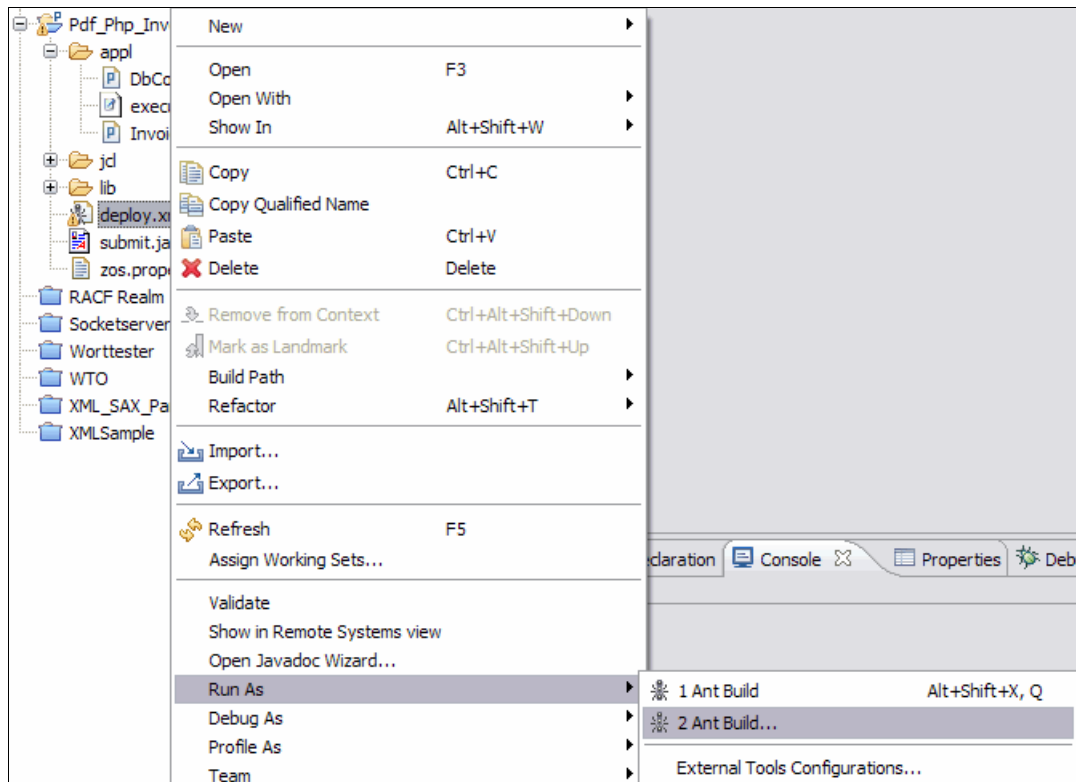 Pdf_Php_Inv
appl
DbCo
exec
Invoi
jcl
lib
deploy.x
submit.ja
zos.prope
RACF Realm
Socketserver
Worttester
WTO
XML_SAX_Pa
XMLSample
New
Open F3
Open With
Show In Alt+Shift+W
Copy Ctrl+C
Copy Qualified Name
Paste Ctrl+V
Delete Delete
Remove from Context Ctrl+Alt+Shift+Down
Mark as Landmark Ctrl+Alt+Shift+Up
Build Path
Refactor Alt+Shift+T
Import...
Export...
Refresh F5
Assign Working Sets...
Validate
Show in Remote Systems view
Open Javadoc Wizard...
Run As
Debug As
Profile As
Team
claration Console Properties Deb
1 Ant Build Alt+Shift+X, Q
2 Ant Build...
External Tools Configurations...